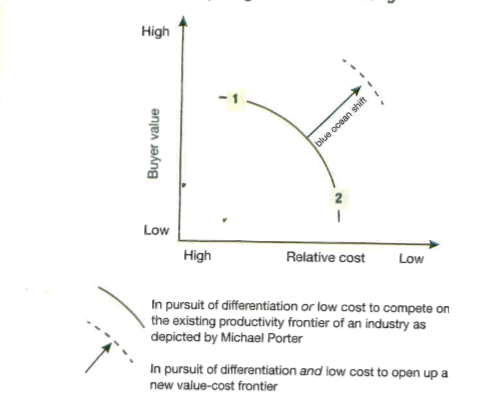 High
1
blue ocean shift
Buyer value
2
Low
High Relative cost Low
In pursuit of differentiation or low cost to compete on
the existing productivity frontier of an industry as
depicted by Michael Porter
In pursuit of differentiation and low cost to open up a
new value-cost frontier